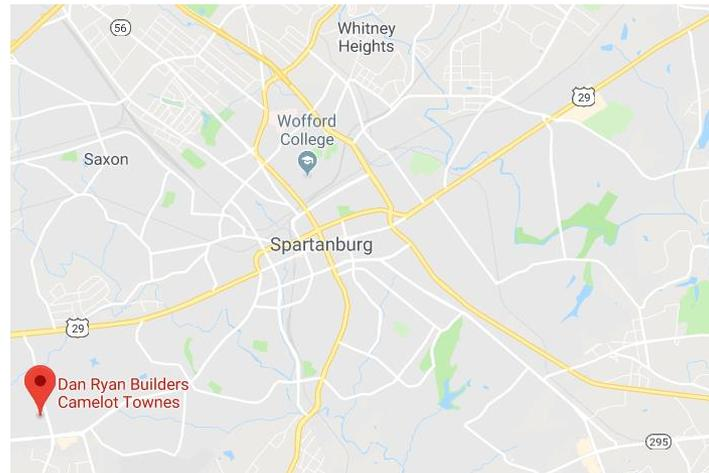 56
Whitney
Heights
29
Wofford
College
Saxon
Spartanburg
29
Dan Ryan Builders
Camelot Townes
295